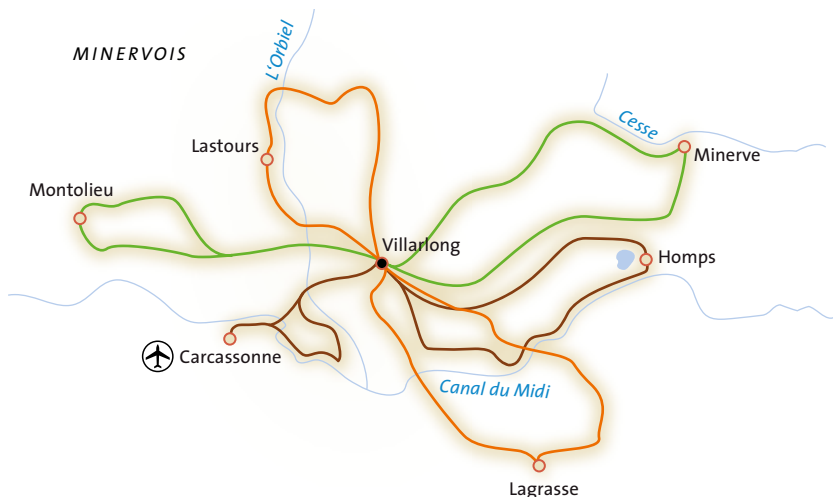 MINERVOIS
L'Orbiel
Cesse
Lastours
Minerve
Montolieu
Villarlong
Homps
Carcassonne
Canal du Midi
Lagrasse